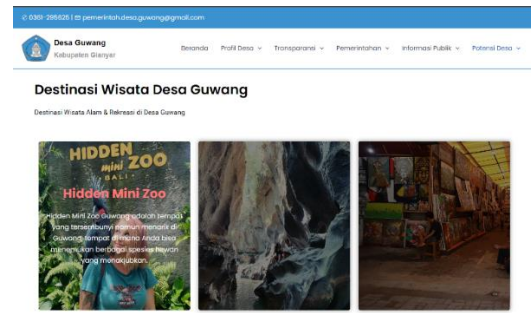 0361-295625 | pemerintah.desa.guwang@gmail.com
Desa Guwang
Kabupaten Gianyar
Beranda Profil Desa Transparansi Pemerintahan Informasi Publik Potensi Desa
Destinasi Wisata Desa Guwang
Destinasi Wisata Alam & Rekreasi di Desa Guwang
HIDDEN
mini ZOO
BALI
Hidden Mini Zoo
Hidden Mini Zoo Guwang adalah tempat
yang tersembunyi namun menarik di
Guwang, tempat di mana Anda bisa
menemukan berbagai spesies hewan
yang menakjubkan.